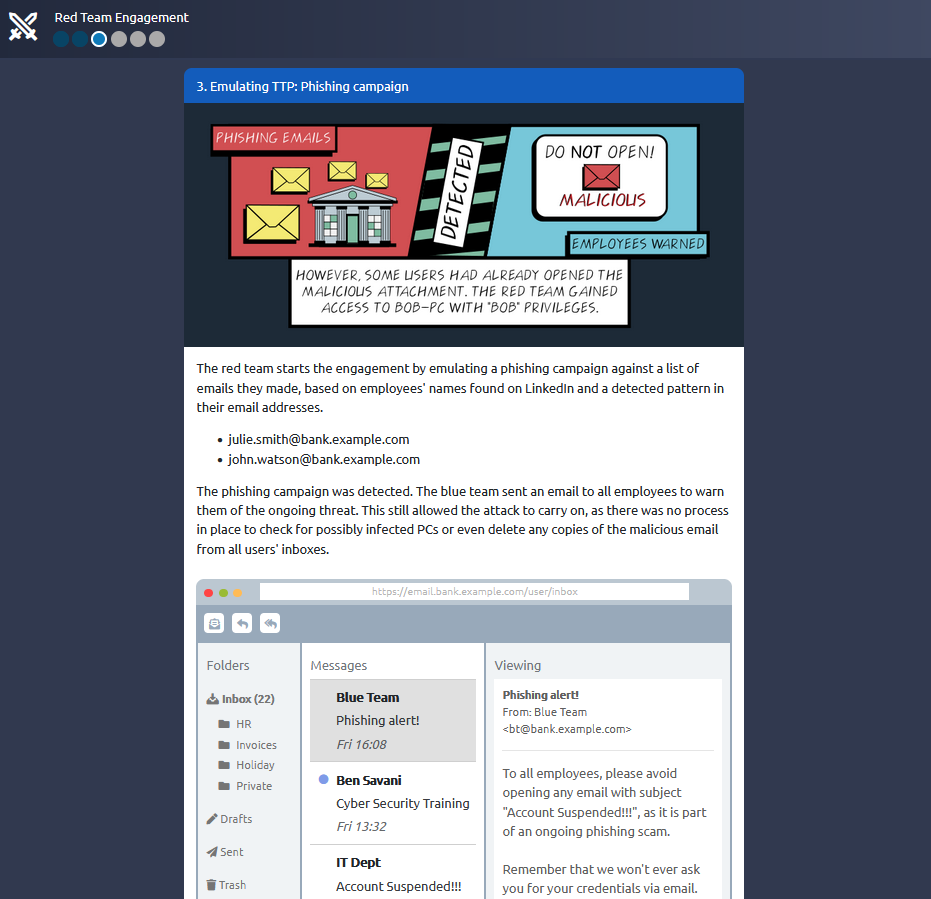 Red Team Engagement
3. Emulating TTP: Phishing campaign
PHISHING EMAILS
DETECTED
DO NOT OPEN!
MALICIOUS
EMPLOYEES WARNED
HOWEVER, SOME USERS HAD ALREADY OPENED THE
MALICIOUS ATTACHMENT. THE RED TEAM GAINED
ACCESS TO BOB-PC WITH "BOB" PRIVILEGES.
The red team starts the engagement by emulating a phishing campaign against a list of
emails they made, based on employees' names found on LinkedIn and a detected pattern in
their email addresses.
• julie.smith@bank.example.com
• john.watson@bank.example.com
The phishing campaign was detected. The blue team sent an email to all employees to warn
them of the ongoing threat. This still allowed the attack to carry on, as there was no process
in place to check for possibly infected PCs or even delete any copies of the malicious email
from all users' inboxes.
https://email.bank.example.com/user/inbox
Folders
Inbox (22)
HR
Invoices
Holiday
Private
Drafts
Sent
Trash
Messages
Blue Team
Phishing alert!
Fri 16:08
Ben Savani
Cyber Security Training
Fri 13:32
IT Dept
Account Suspended!!!
Viewing
Phishing alert!
From: Blue Team
<bt@bank.example.com>
To all employees, please avoid
opening any email with subject
"Account Suspended!!!", as it is part
of an ongoing phishing scam.
Remember that we won't ever ask
you for your credentials via email.